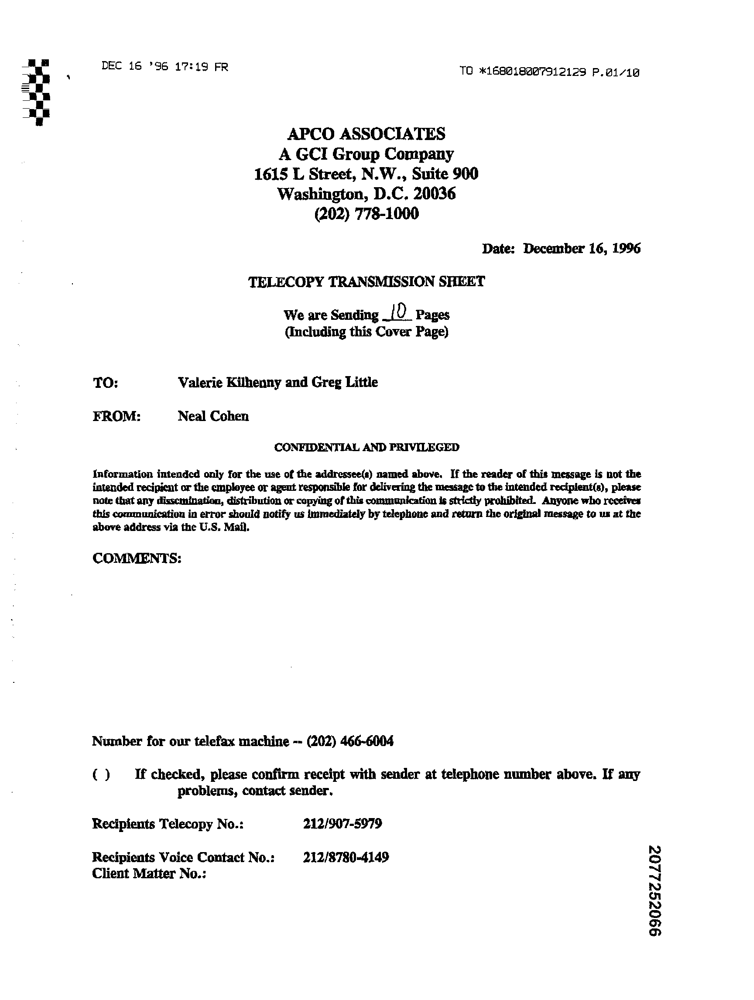 DEC 16 '96 17:19 FR
TO *168018007912129 P.01/10
APCO ASSOCIATES
A GCI Group Company
1615 L Street, N.W., Suite 900
Washington, D.C. 20036
(202) 778-1000
Date: December 16, 1996
TELECOPY TRANSMISSION SHEET
We are Sending 10 Pages
(Including this Cover Page)
TO: Valerie Kilhenny and Greg Little
FROM: Neal Cohen
CONFIDENTIAL AND PRIVILEGED
Information intended only for the use of the addressee(s) named above. If the reader of this message is not the
intended recipient or the employee or agent responsible for delivering the message to the intended recipient(s), please
note that any dissemination, distribution or copying of this communication is strictly prohibited. Anyone who receives
this communication in error should notify us immediately by telephone and return the original message to us at the
above address via the U.S. Mail.
COMMENTS:
Number for our telefax machine -- (202) 466-6004
( ) If checked, please confirm receipt with sender at telephone number above. If any
problems, contact sender.
Recipients Telecopy No.: 212/907-5979
Recipients Voice Contact No.: 212/8780-4149
Client Matter No.:
2077252066